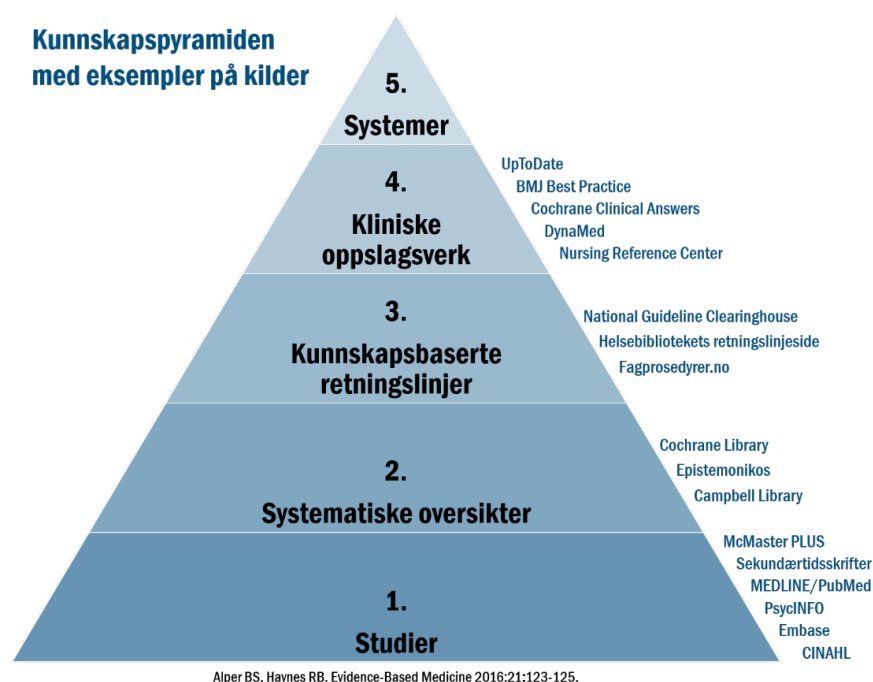 Kunnskapspyramiden
med eksempler på kilder
5.
Systemer
4.
Kliniske
oppslagsverk
UpToDate
BMJ Best Practice
Cochrane Clinical Answers
DynaMed
Nursing Reference Center
3.
Kunnskapsbaserte
retningslinjer
National Guideline Clearinghouse
Helsebibliotekets retningslinjeside
Fagprosedyrer.no
2.
Systematiske oversikter
Cochrane Library
Epistemonikos
Campbell Library
1.
Studier
McMaster PLUS
Sekundærtidsskrifter
MEDLINE/PubMed
PsycINFO
Embase
CINAHL
Alper BS, Haynes RB. Evidence-Based Medicine 2016;21:123-125.